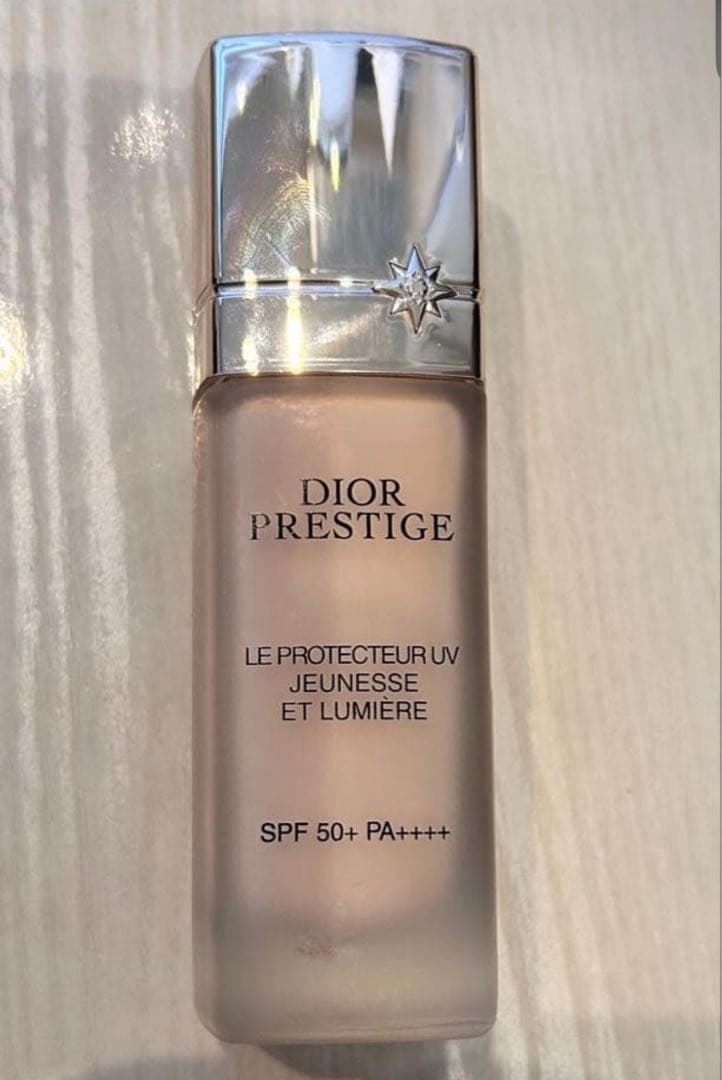 DIOR
PRESTIGE
LE PROTECTEUR UV
JEUNESSE
ET LUMIÈRE
SPF 50+ PA++++